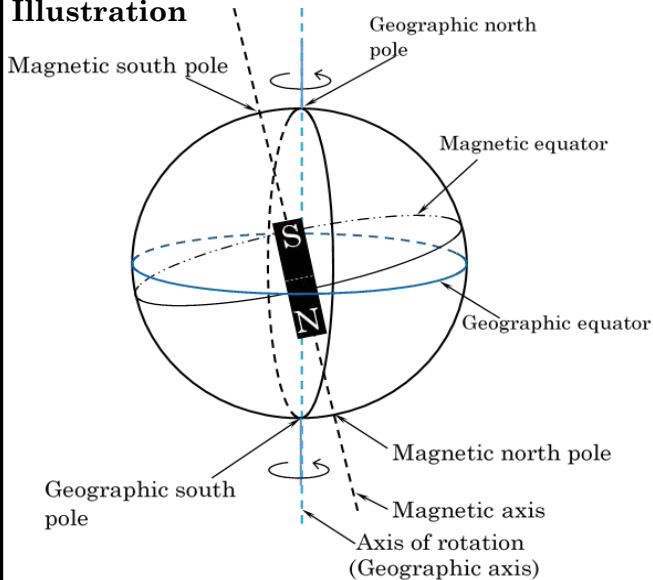 Illustration
Geographic north
pole
Magnetic south pole
Magnetic equator
S
N
Geographic equator
Magnetic north pole
Geographic south
pole
Magnetic axis
Axis of rotation
(Geographic axis)